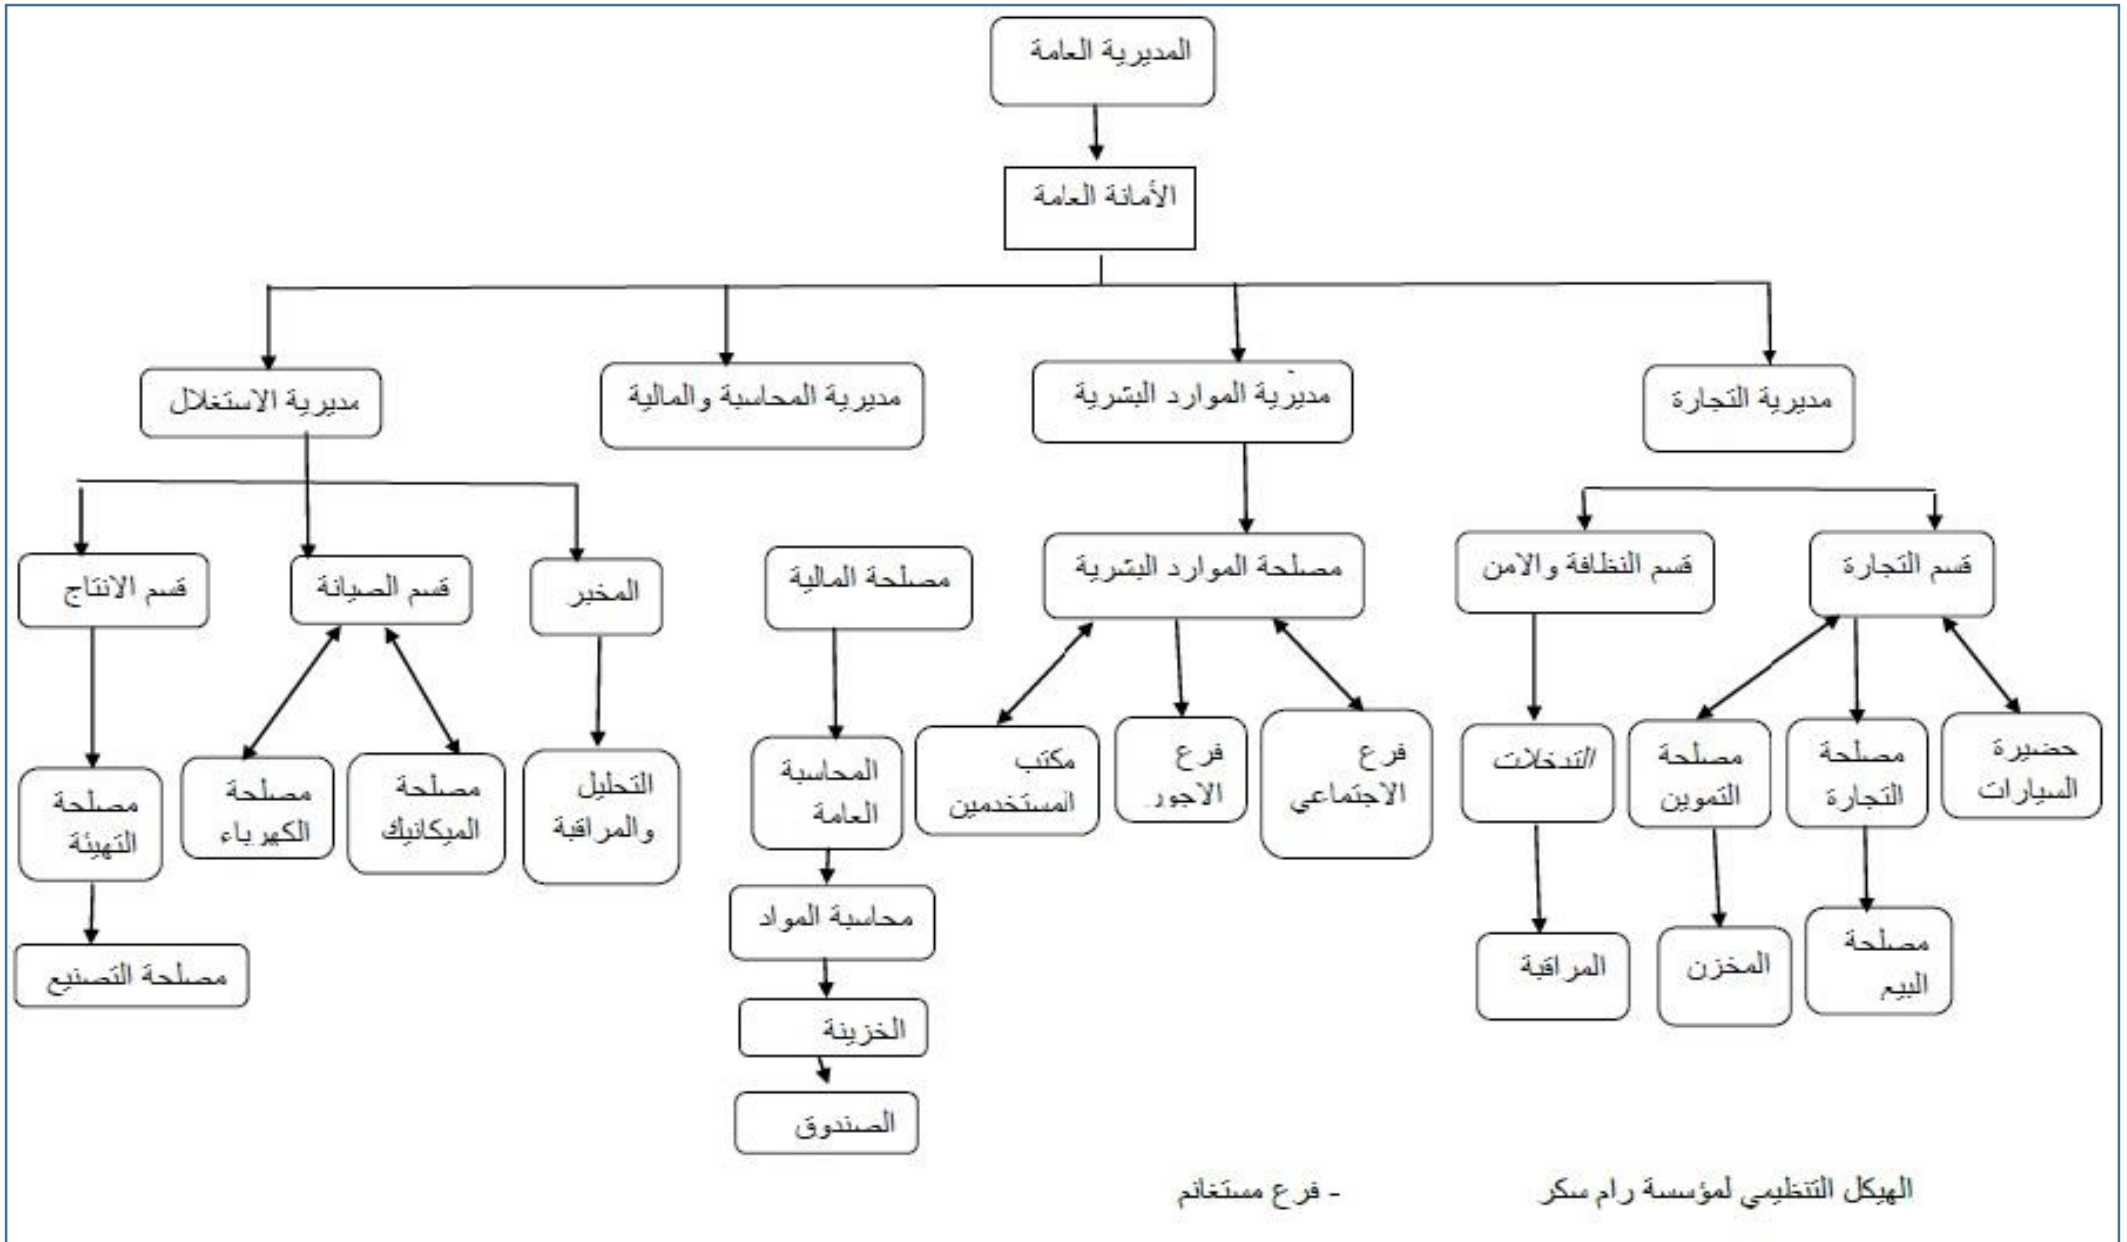 المديرية العامة
الأمانة العامة
مديرية التجارة
مديرية الموارد البشرية
مديرية المحاسبة والمالية
مديرية الاستغلال
قسم التجارة
قسم النظافة والامن
مصلحة الموارد البشرية
مصلحة المالية
المخبر
قسم الصيانة
قسم الانتاج
حضيرة
السيارات
مصلحة
التجارة
مصلحة
التموين
التدخلات
فرع
الاجتماعي
فرع
الاجور
مكتب
المستخدمين
المحاسبة
العامة
التحليل
والمراقبة
مصلحة
الميكانيك
مصلحة
الكهرباء
مصلحة
التهيئة
مصلحة
البيع
المخزن
المراقبة
محاسبة المواد
مصلحة التصنيع
الخزينة
الصندوق
الهيكل التنظيمي لمؤسسة رام سكر - فرع مستغانم